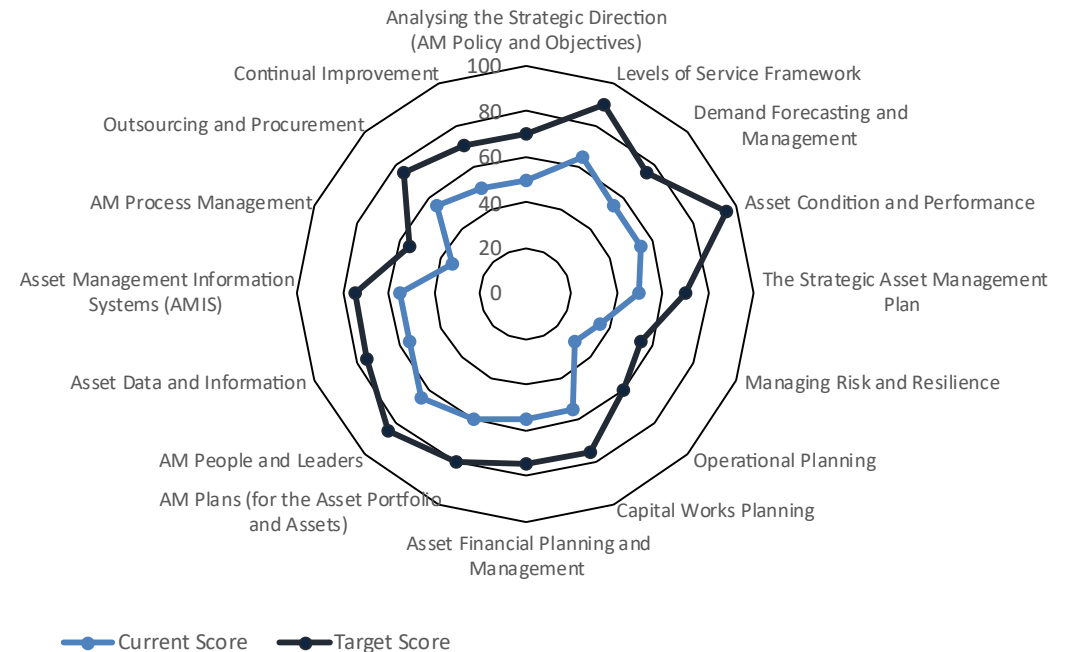 Analysing the Strategic Direction
(AM Policy and Objectives)
100
Continual Improvement
Levels of Service Framework
80
Outsourcing and Procurement
Demand Forecasting and
Management
60
AM Process Management
40
Asset Condition and Performance
20
Asset Management Information
Systems (AMIS)
0
The Strategic Asset Management
Plan
Asset Data and Information
Managing Risk and Resilience
AM People and Leaders
Operational Planning
AM Plans (for the Asset Portfolio
and Assets)
Capital Works Planning
Asset Financial Planning and
Management
Current Score
Target Score